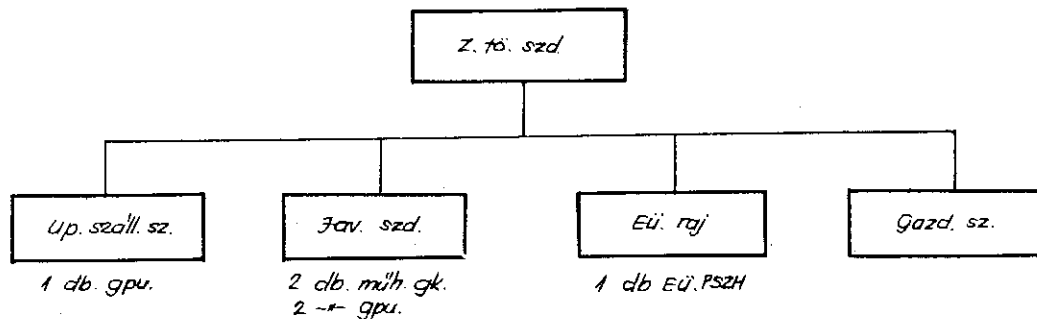 Z. tö. szd.
Up. száll. sz.
Jav. szd.
Eü. raj
Gazd. sz.
1 db. gpu.
2 db. műh. gk.
2 -"- gpu.
1 db Eü. PSZH